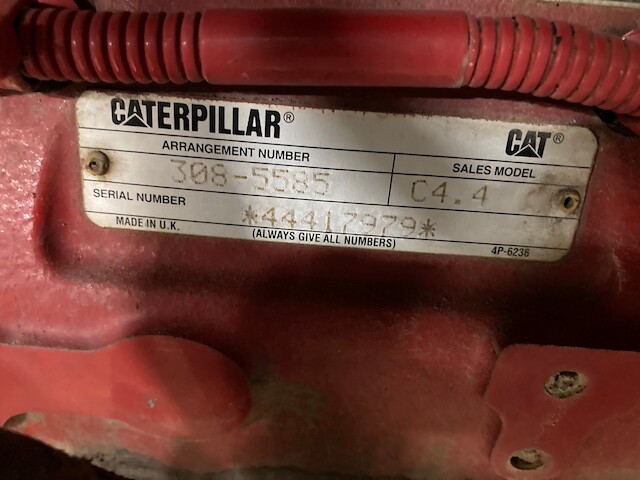 CATERPILLAR® CAT®
ARRANGEMENT NUMBER SALES MODEL
308-5585 C4.4
SERIAL NUMBER *44417979*
MADE IN U.K. (ALWAYS GIVE ALL NUMBERS) 4P-6236